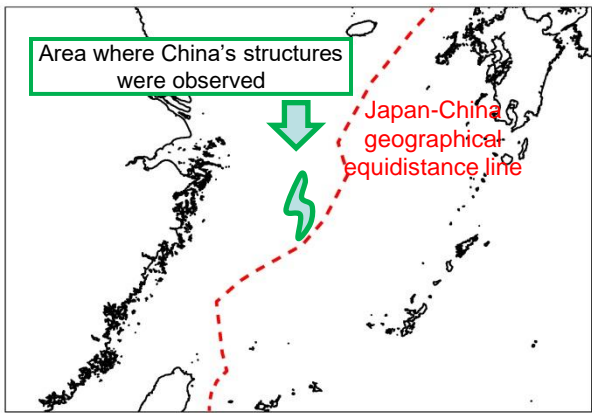 Area where China's structures
were observed
Japan-China
geographical
equidistance line